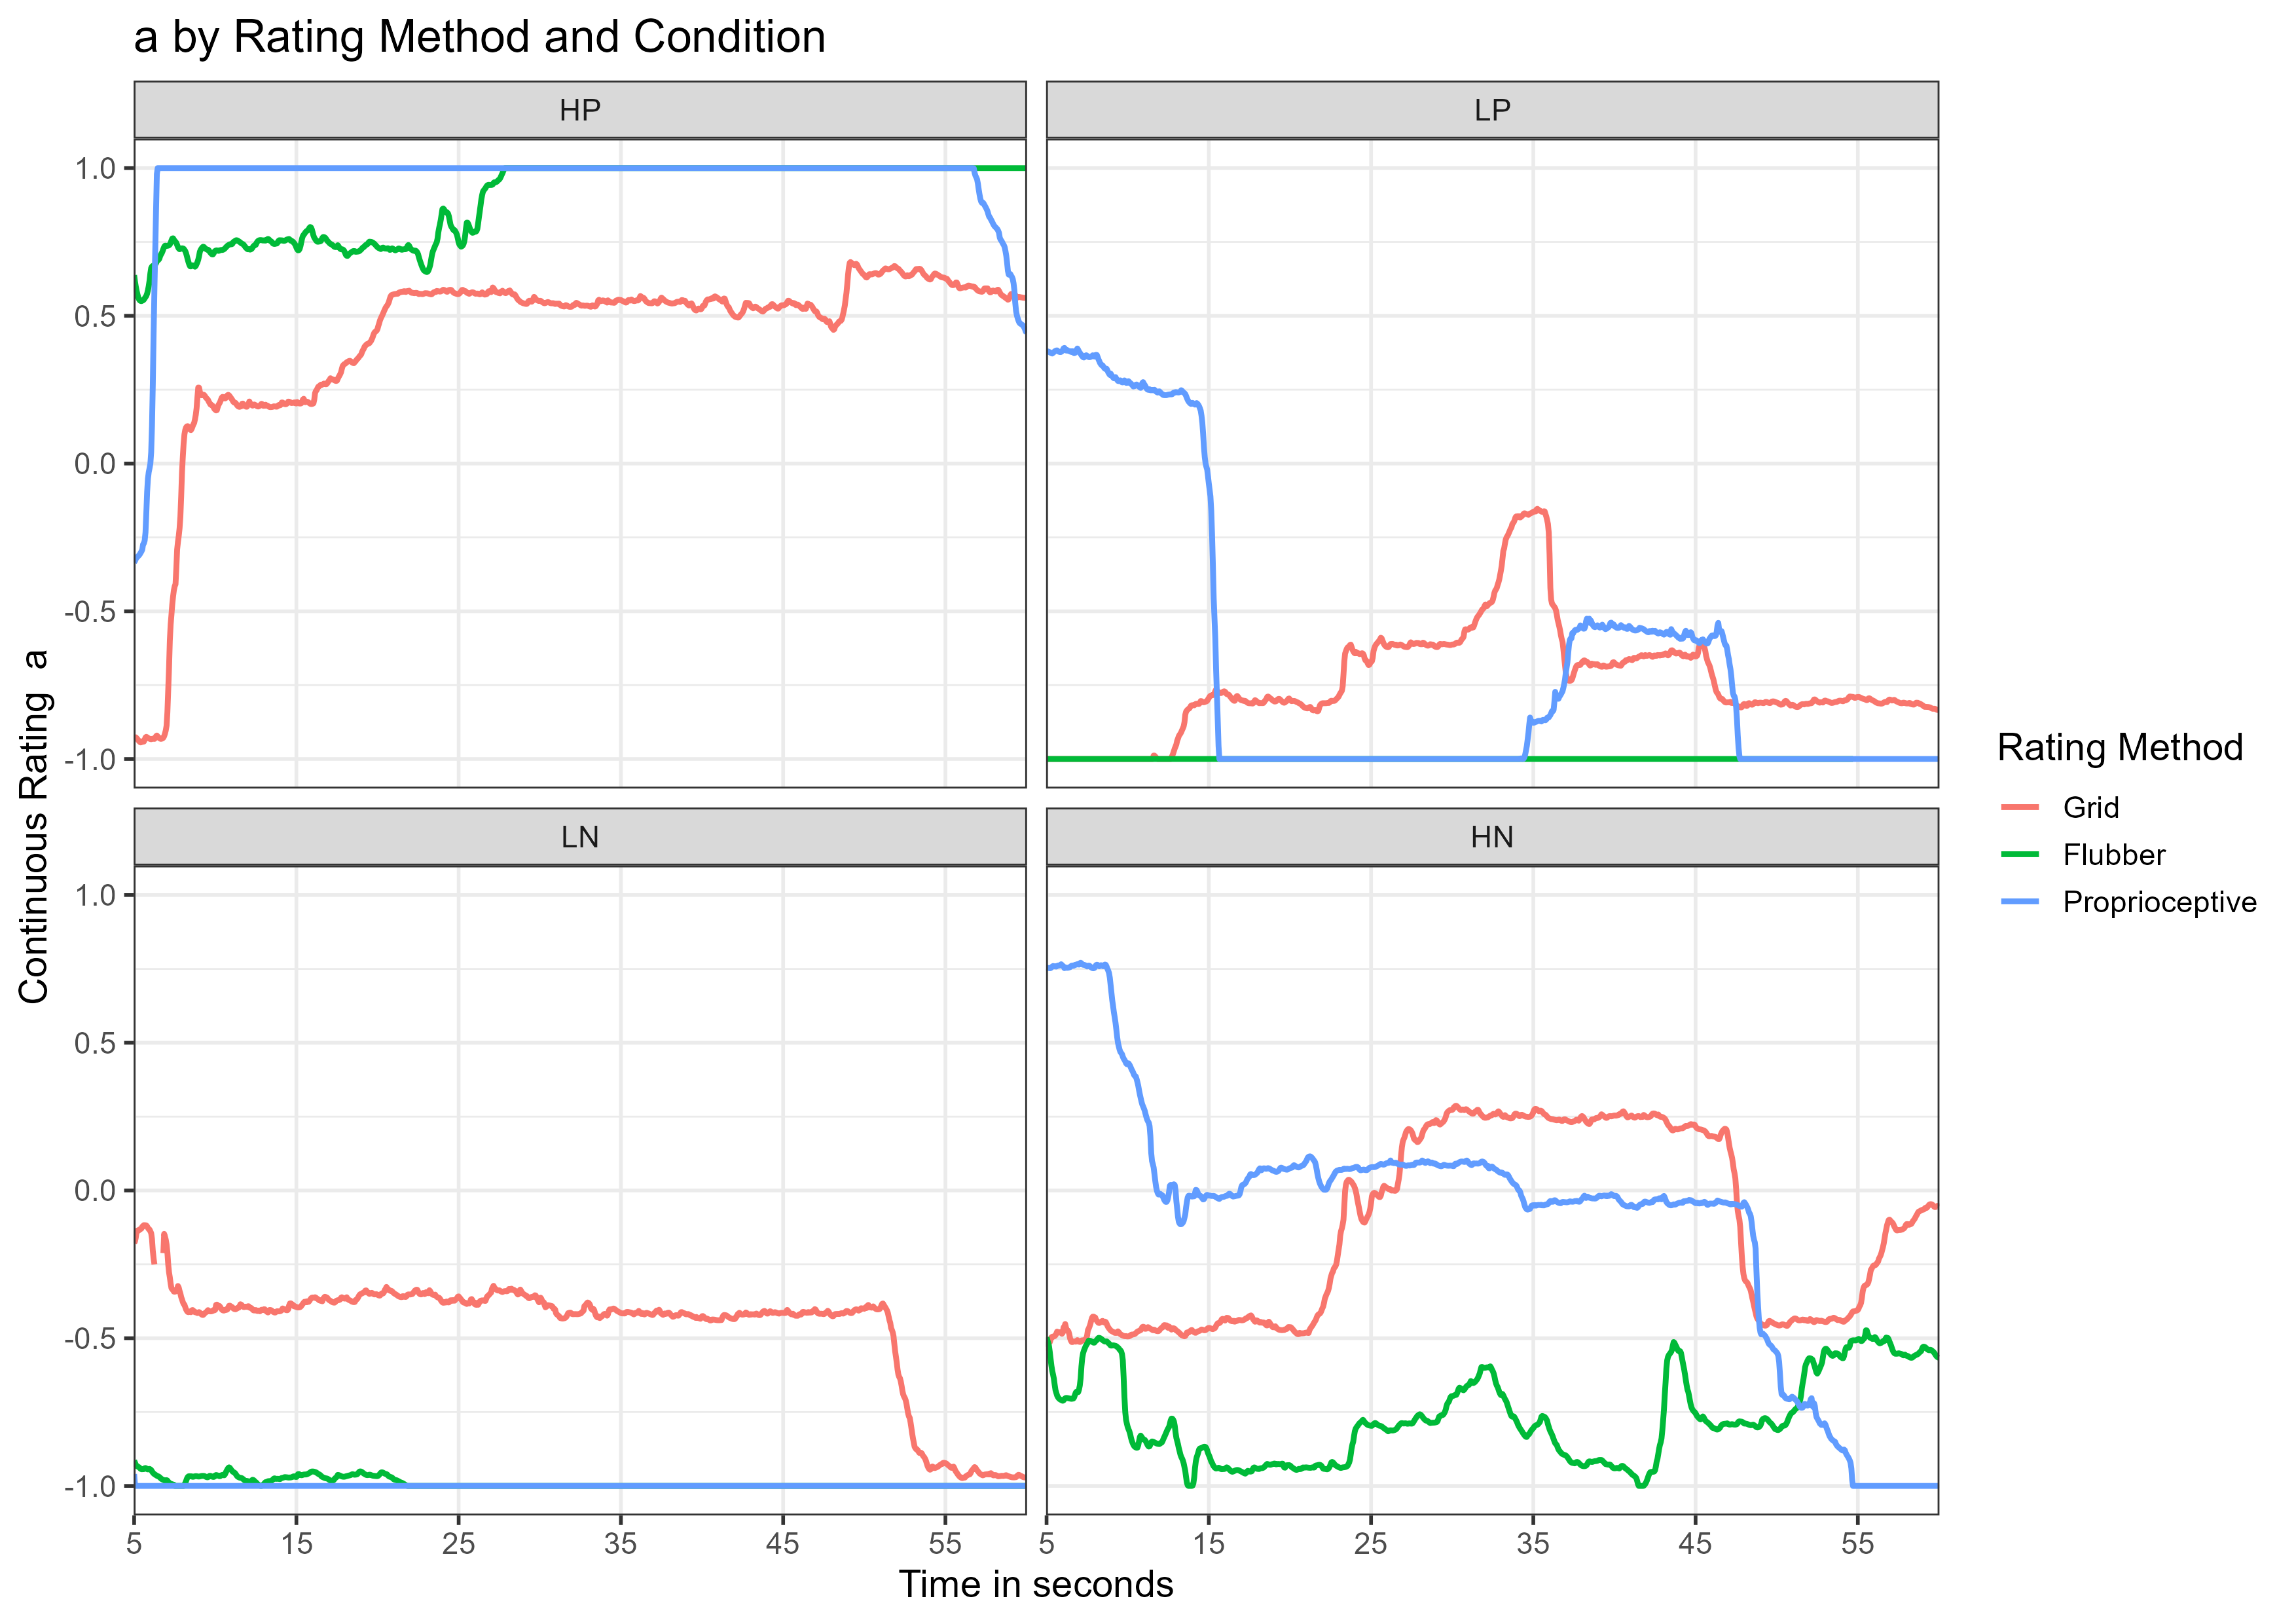 a by Rating Method and Condition
HP
LP
1.0
0.5
0.0
-0.5
-1.0
LN
HN
1.0
0.5
0.0
-0.5
-1.0
5 15 25 35 45 55
5 15 25 35 45 55
Time in seconds
Continuous Rating a
Rating Method
Grid
Flubber
Proprioceptive